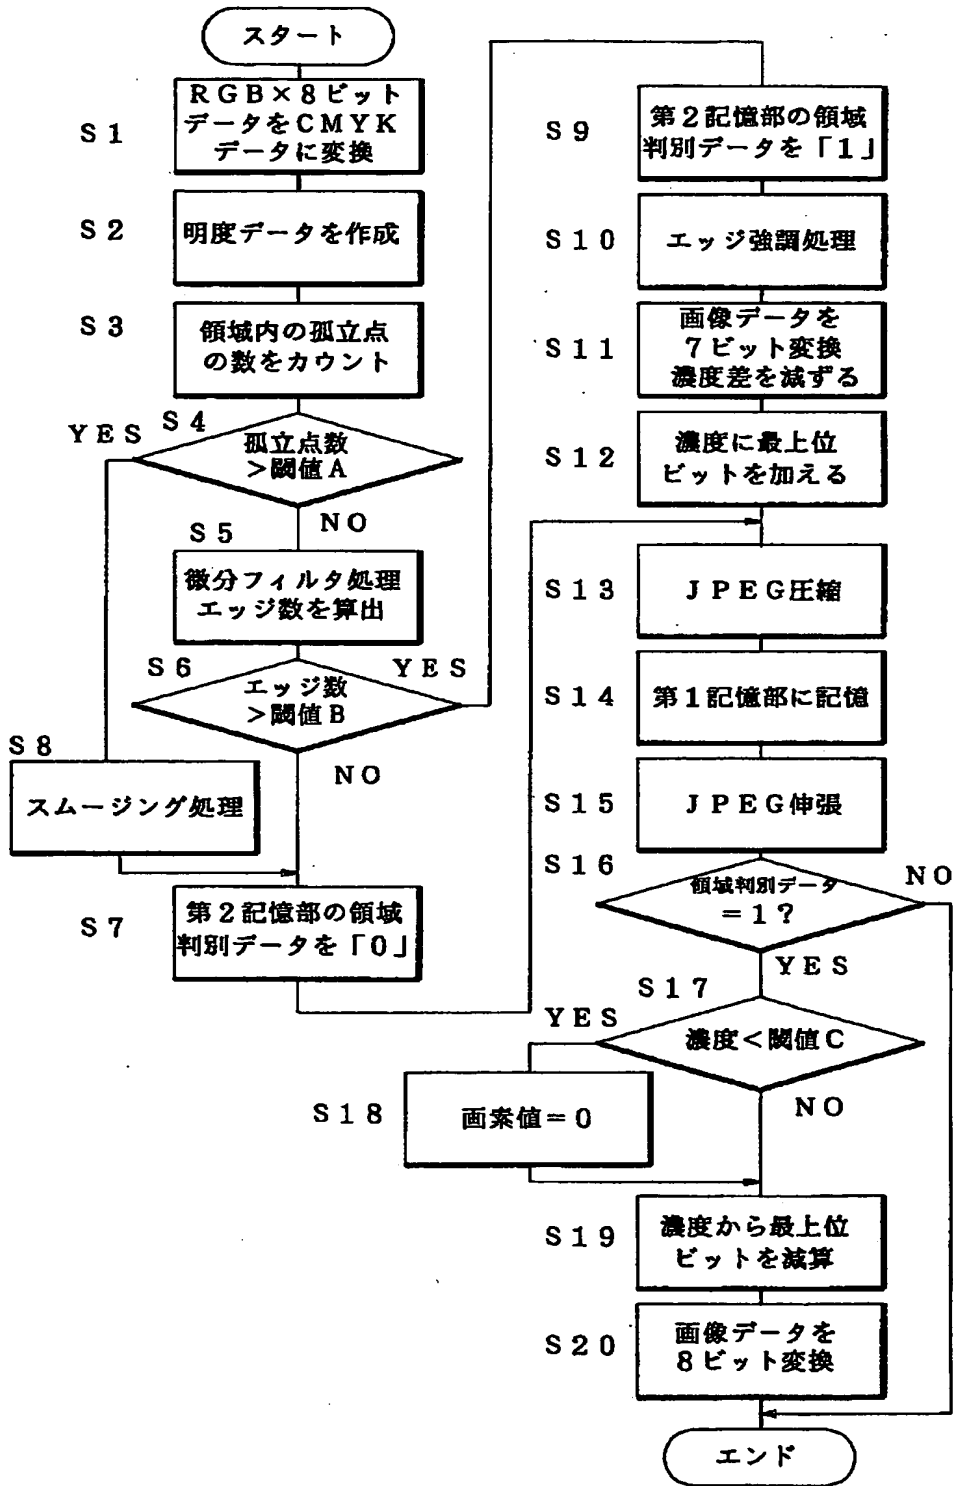 スタート
S1
RGB×8ビット
データをCMYK
データに変換
S2
明度データを作成
S3
領域内の孤立点
の数をカウント
S4
孤立点数
>閾値A
YES
NO
S5
微分フィルタ処理
エッジ数を算出
S6
エッジ数
>閾値B
YES
NO
S8
スムージング処理
S7
第2記憶部の領域
判別データを「0」
S9
第2記憶部の領域
判別データを「1」
S10
エッジ強調処理
S11
画像データを
7ビット変換
濃度差を減ずる
S12
濃度に最上位
ビットを加える
S13
JPEG圧縮
S14
第1記憶部に記憶
S15
JPEG伸張
S16
領域判別データ
=1?
NO
YES
S17
濃度<閾値C
YES
NO
S18
画素値=0
S19
濃度から最上位
ビットを減算
S20
画像データを
8ビット変換
エンド